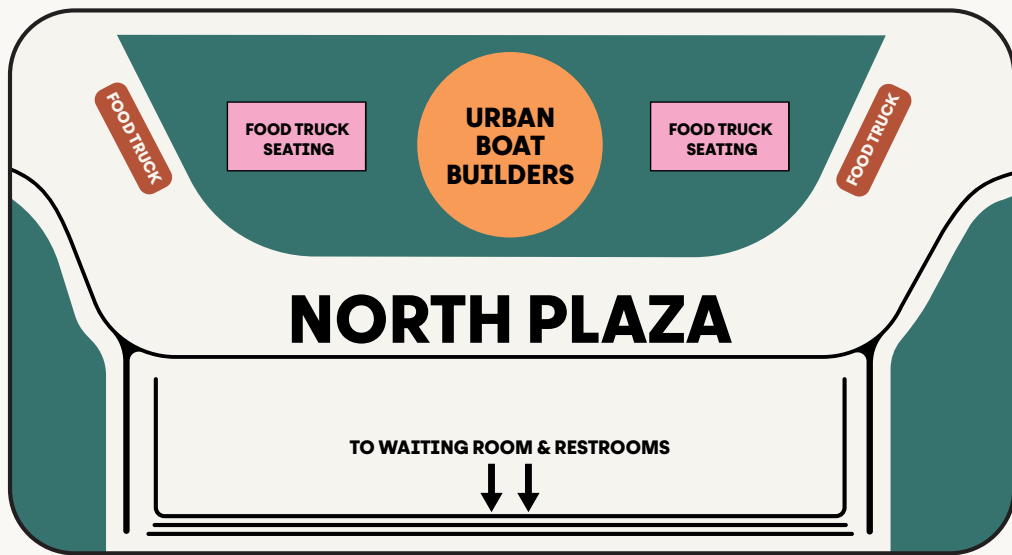 FOOD TRUCK
FOOD TRUCK
SEATING
URBAN
BOAT
BUILDERS
FOOD TRUCK
SEATING
FOOD TRUCK
NORTH PLAZA
TO WAITING ROOM & RESTROOMS